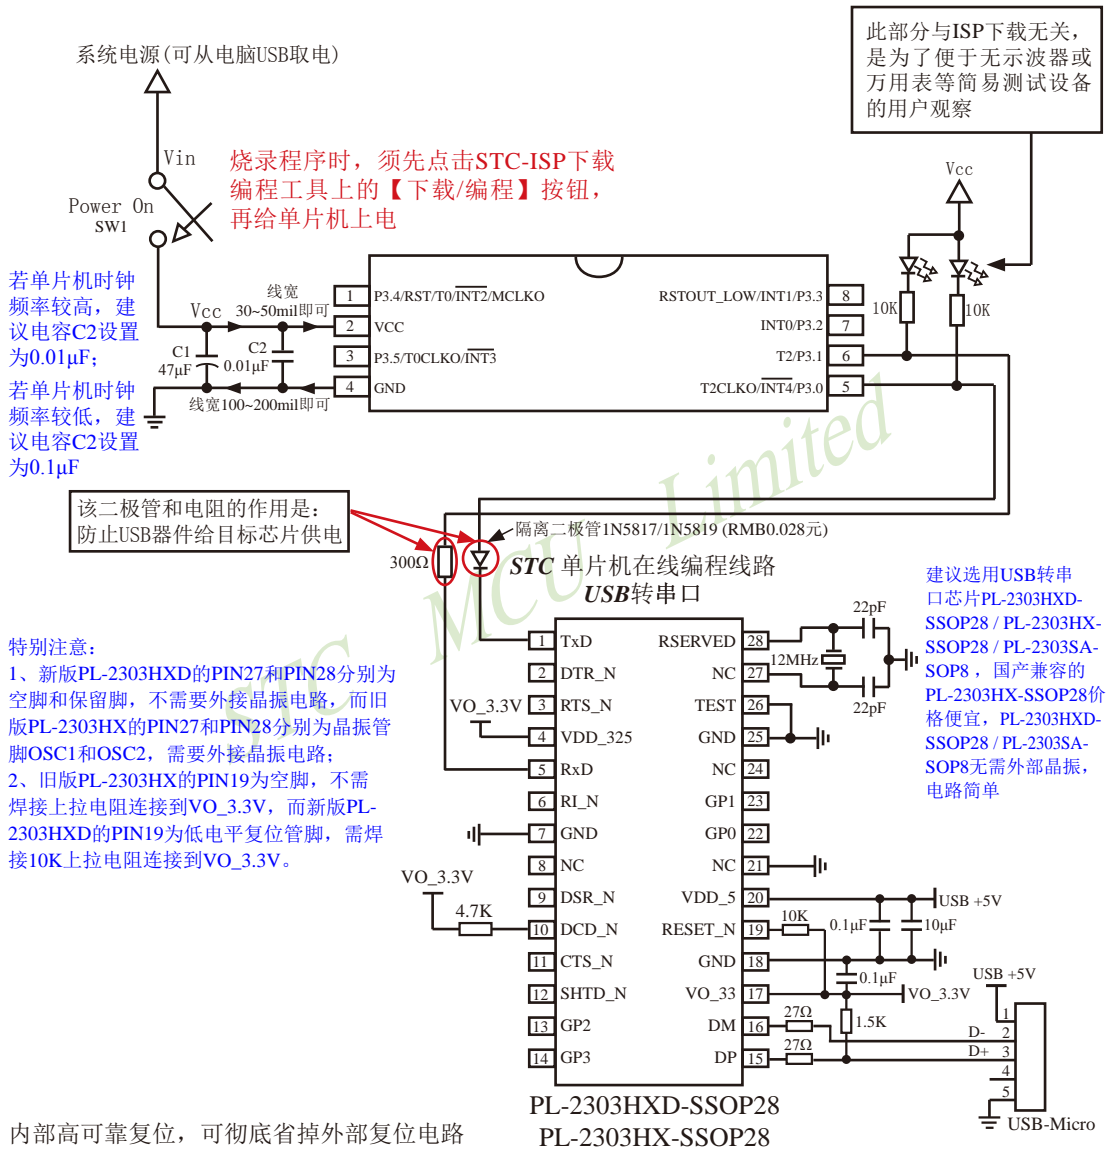 系统电源(可从电脑USB取电)
此部分与ISP下载无关，
是为了便于无示波器或
万用表等简易测试设备
的用户观察
Vin
Power On
SW1
烧录程序时，须先点击STC-ISP下载
编程工具上的【下载/编程】按钮，
再给单片机上电
Vcc
若单片机时钟
频率较高，建
议电容C2设置
为0.01μF；
若单片机时钟
频率较低，建
议电容C2设置
为0.1μF
Vcc
线宽
30~50mil即可
C1
47μF
C2
0.01μF
线宽100~200mil即可
1 P3.4/RST/T0/INT2/MCLKO
2 VCC
3 P3.5/T0CLKO/INT3
4 GND
RSTOUT_LOW/INT1/P3.3 8
INT0/P3.2 7
T2/P3.1 6
T2CLKO/INT4/P3.0 5
10K
10K
该二极管和电阻的作用是：
防止USB器件给目标芯片供电
300Ω
隔离二极管1N5817/1N5819 (RMB0.028元)
STC 单片机在线编程线路
USB转串口
STC MCU Limited
建议选用USB转串
口芯片PL-2303HXD-
SSOP28 / PL-2303HX-
SSOP28 / PL-2303SA-
SOP8 ，国产兼容的
PL-2303HX-SSOP28价
格便宜，PL-2303HXD-
SSOP28 / PL-2303SA-
SOP8无需外部晶振，
电路简单
特别注意：
1、新版PL-2303HXD的PIN27和PIN28分别为
空脚和保留脚，不需要外接晶振电路，而旧
版PL-2303HX的PIN27和PIN28分别为晶振管
脚OSC1和OSC2，需要外接晶振电路；
2、旧版PL-2303HX的PIN19为空脚，不需
焊接上拉电阻连接到VO_3.3V，而新版PL-
2303HXD的PIN19为低电平复位管脚，需焊
接10K上拉电阻连接到VO_3.3V。
VO_3.3V
VO_3.3V
4.7K
1 TxD
2 DTR_N
3 RTS_N
4 VDD_325
5 RxD
6 RI_N
7 GND
8 NC
9 DSR_N
10 DCD_N
11 CTS_N
12 SHTD_N
13 GP2
14 GP3
RSERVED 28
NC 27
TEST 26
GND 25
NC 24
GP1 23
GP0 22
NC 21
VDD_5 20
RESET_N 19
GND 18
VO_33 17
DM 16
DP 15
22pF
12MHz
22pF
USB +5V
0.1μF
10μF
10K
0.1μF
VO_3.3V
27Ω
1.5K
27Ω
USB +5V
D-
D+
1
2
3
4
5
USB-Micro
PL-2303HXD-SSOP28
PL-2303HX-SSOP28
内部高可靠复位，可彻底省掉外部复位电路